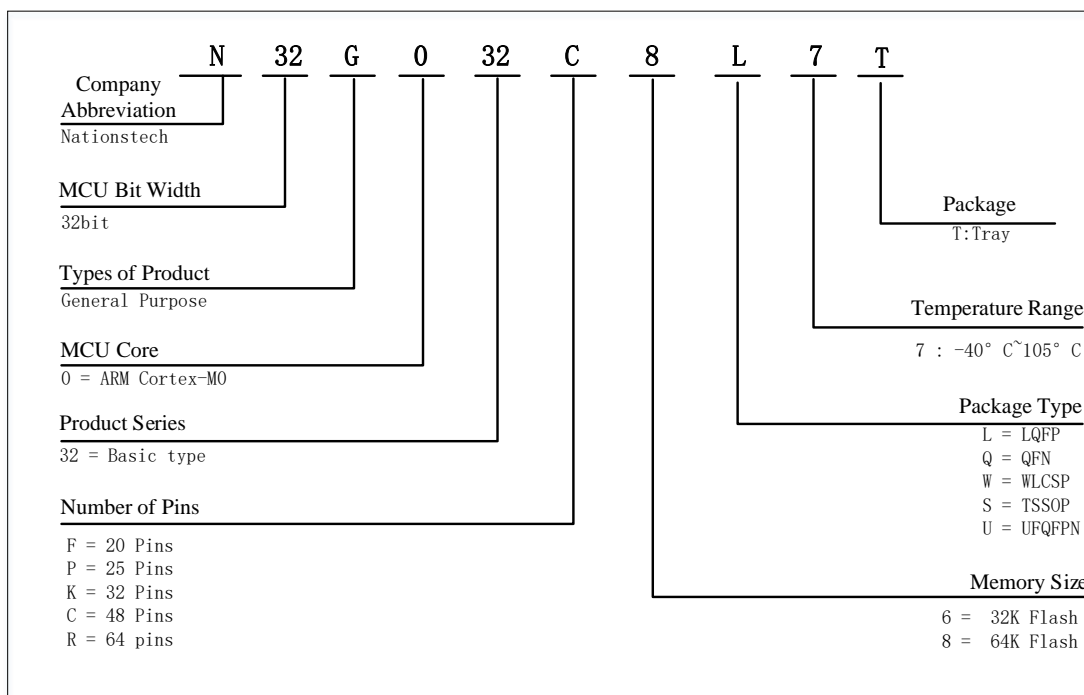 N 32 G 0 32 C 8 L 7 T
Company
Abbreviation
Nationstech
MCU Bit Width
32bit
Types of Product
General Purpose
MCU Core
0 = ARM Cortex-M0
Product Series
32 = Basic type
Number of Pins
F = 20 Pins
P = 25 Pins
K = 32 Pins
C = 48 Pins
R = 64 pins
Package
T:Tray
Temperature Range
7 : -40° C~105° C
Package Type
L = LQFP
Q = QFN
W = WLCSP
S = TSSOP
U = UFQFPN
Memory Size
6 = 32K Flash
8 = 64K Flash